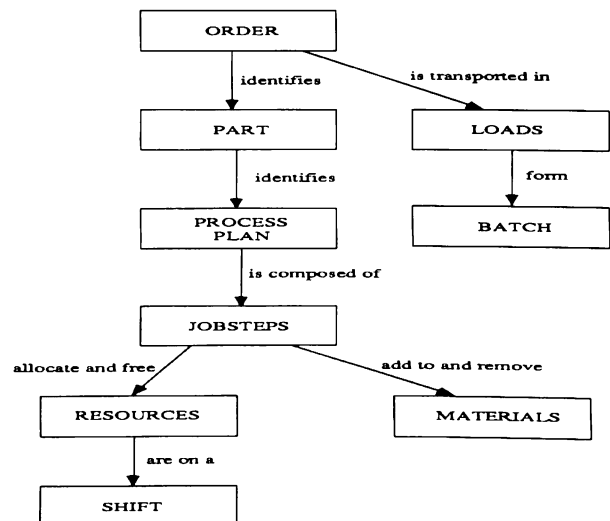 ORDER
identifies
is transported in
PART
LOADS
identifies
form
PROCESS
PLAN
BATCH
is composed of
JOBSTEPS
allocate and free
add to and remove
RESOURCES
MATERIALS
are on a
SHIFT